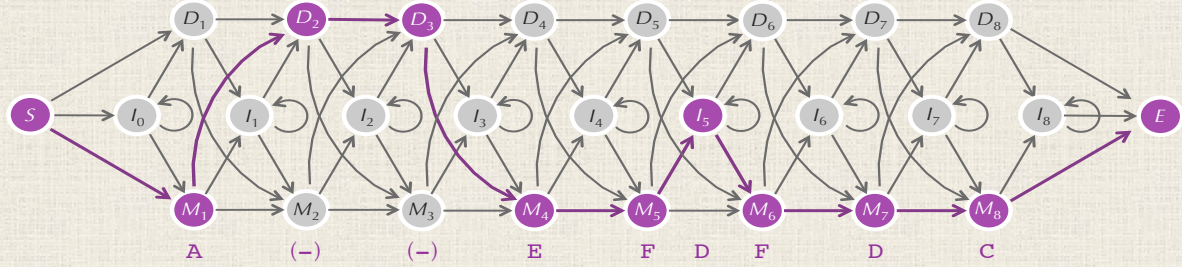 D1 D2 D3 D4 D5 D6 D7 D8
S I0 I1 I2 I3 I4 I5 I6 I7 I8 E
M1 M2 M3 M4 M5 M6 M7 M8
A (−) (−) E F D F D C